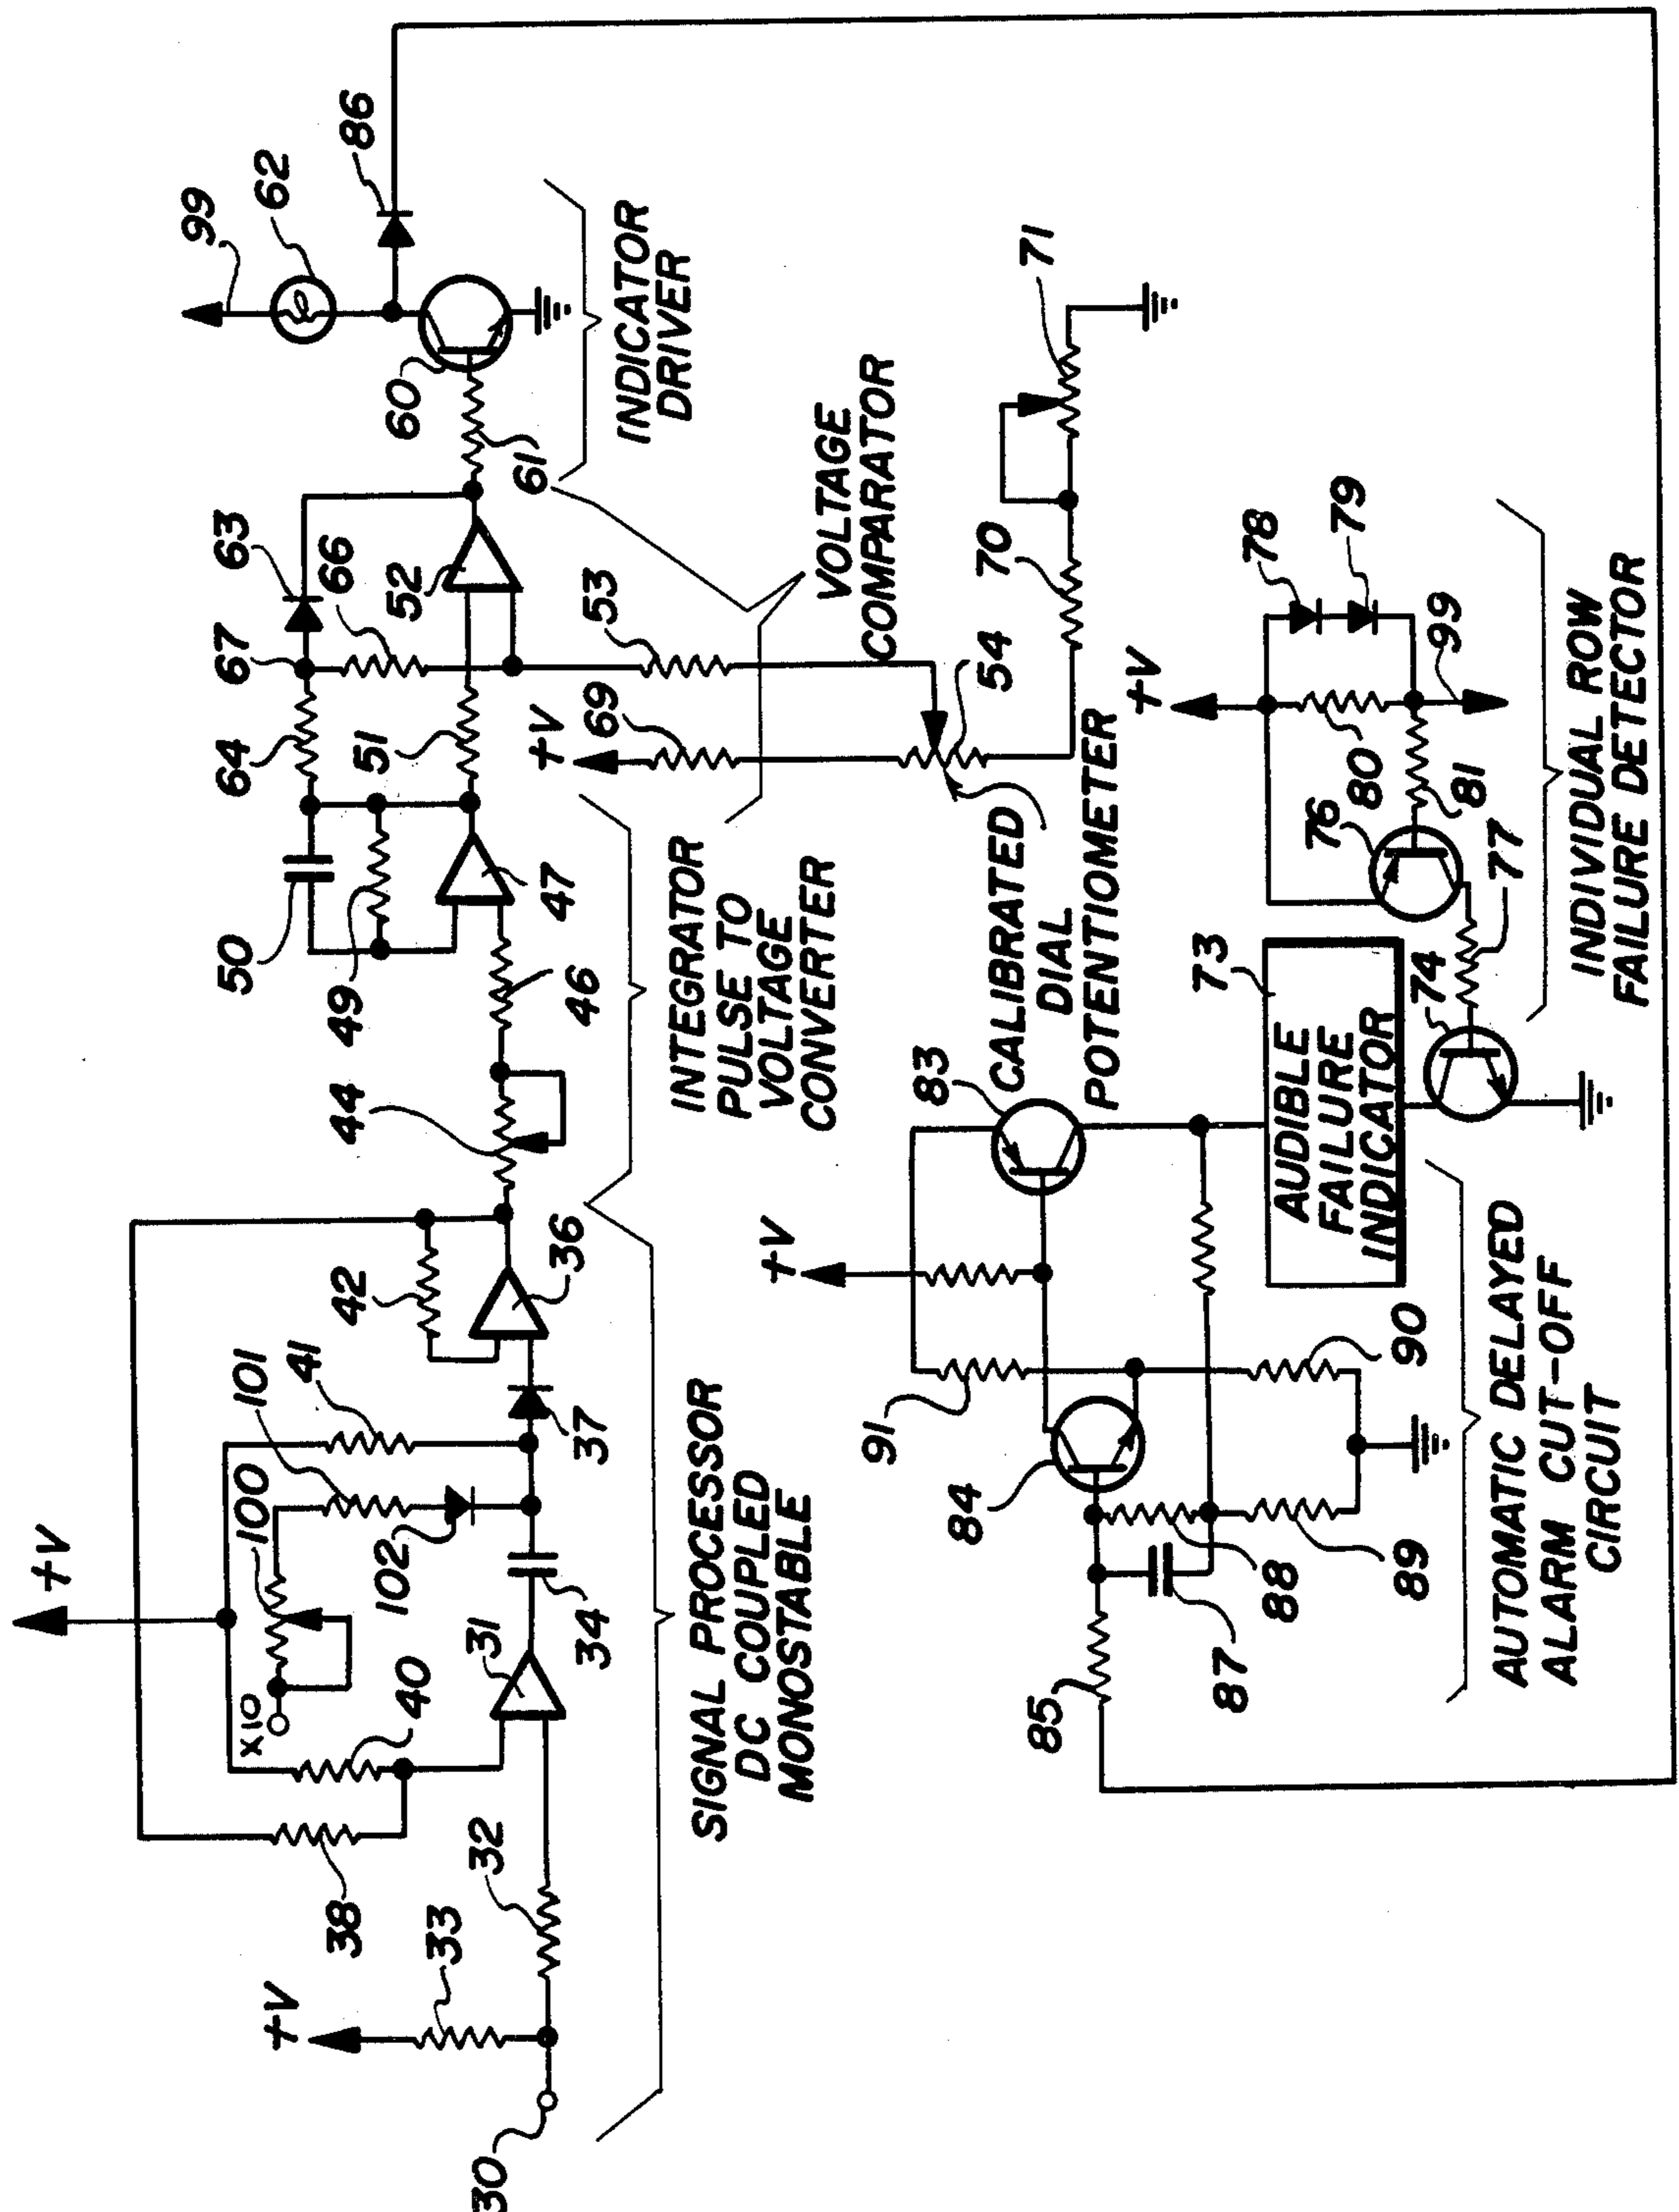 +V
+V
33
38
30
32
40
X10
100
101
41
42
31
34
102
37
36
SIGNAL PROCESSOR
DC COUPLED
MONOSTABLE
44
46
50
49
47
INTEGRATOR
PULSE TO
VOLTAGE
CONVERTER
64
67
63
66
51
52
53
61
+V
69
54
VOLTAGE
COMPARATOR
99
62
86
60
INDICATOR
DRIVER
70
71
CALIBRATED
DIAL
POTENTIOMETER
+V
83
91
84
85
87
88
89
90
AUTOMATIC DELAYED
ALARM CUT-OFF
CIRCUIT
73
AUDIBLE
FAILURE
INDICATOR
74
77
76
+V
80
81
78
79
99
INDIVIDUAL ROW
FAILURE DETECTOR